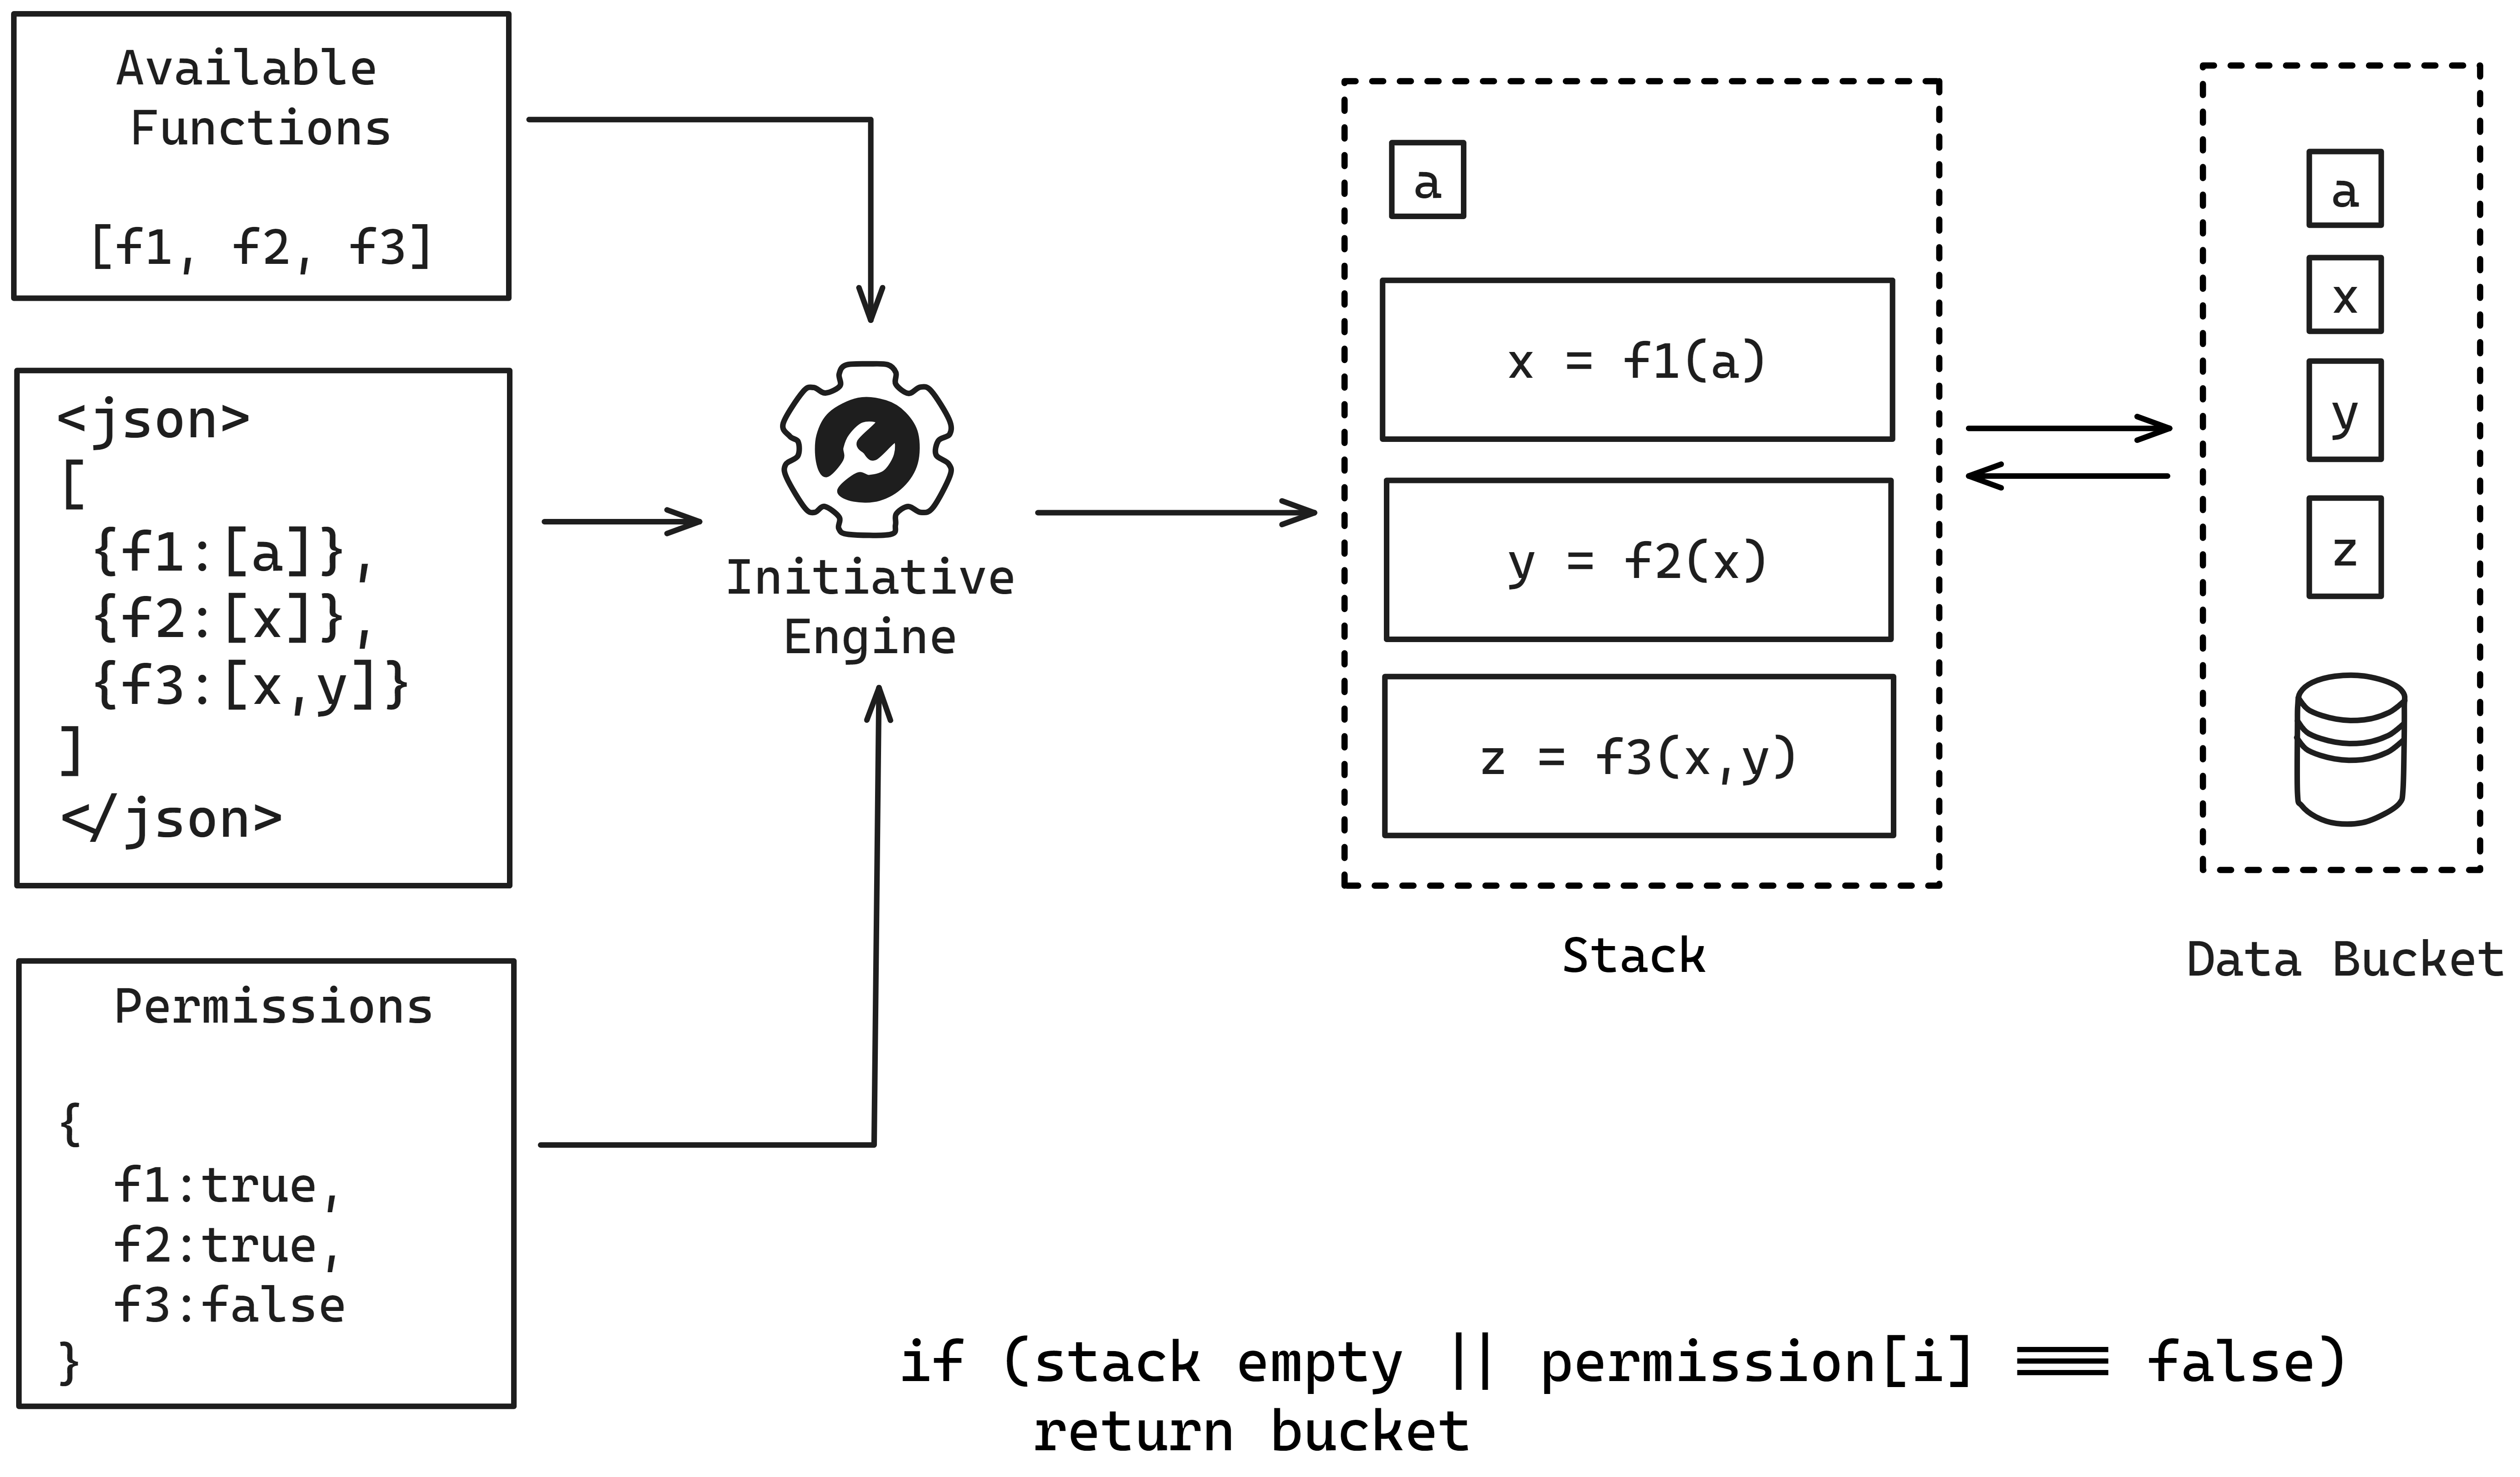 Available
Functions
[f1, f2, f3]
<json>
[
{f1:[a]},
{f2:[x]},
{f3:[x,y]}
]
</json>
Permissions
{
f1:true,
f2:true,
f3:false
}
Initiative
Engine
a
x = f1(a)
y = f2(x)
z = f3(x,y)
Stack
a
x
y
z
Data Bucket
if (stack empty || permission[i] === false)
return bucket